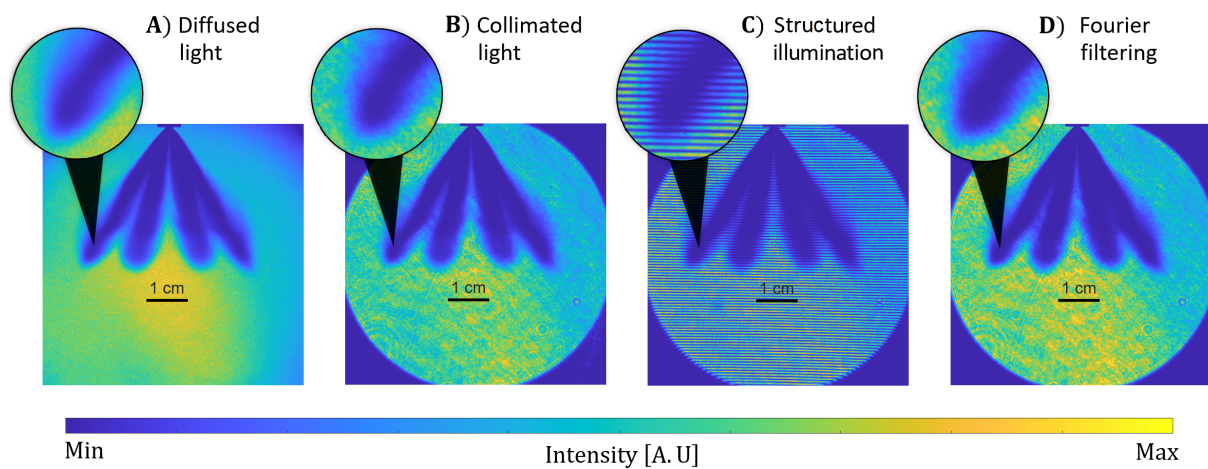 A) Diffused
light
B) Collimated
light
C) Structured
illumination
D) Fourier
filtering
1 cm
1 cm
1 cm
1 cm
Min
Intensity [A. U]
Max